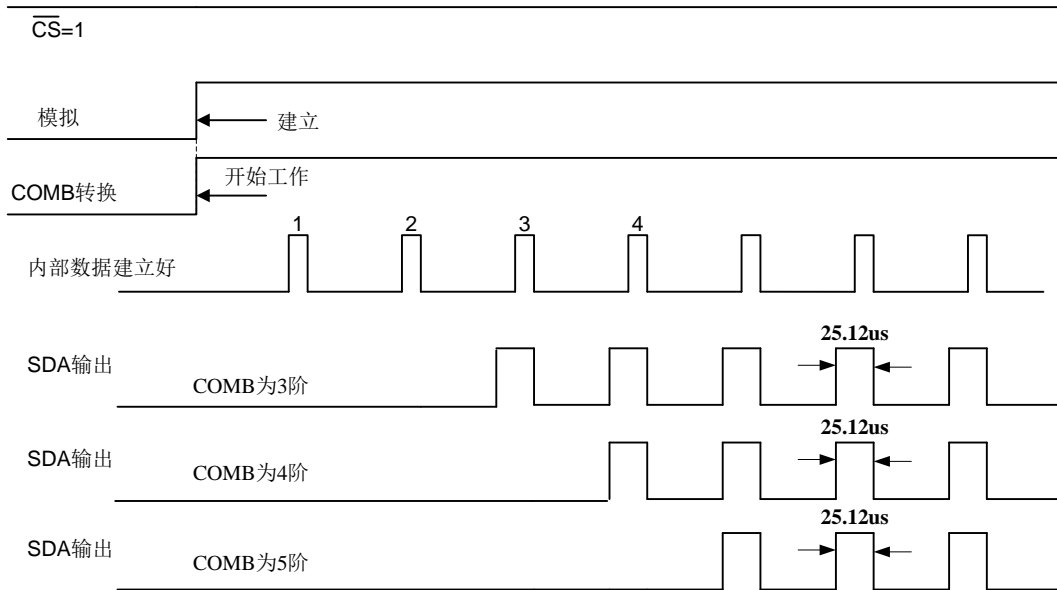 CS=1
模拟
建立
COMB转换
开始工作
1 2 3 4
内部数据建立好
25.12us
SDA输出
COMB为3阶
25.12us
SDA输出
COMB为4阶
25.12us
SDA输出
COMB为5阶